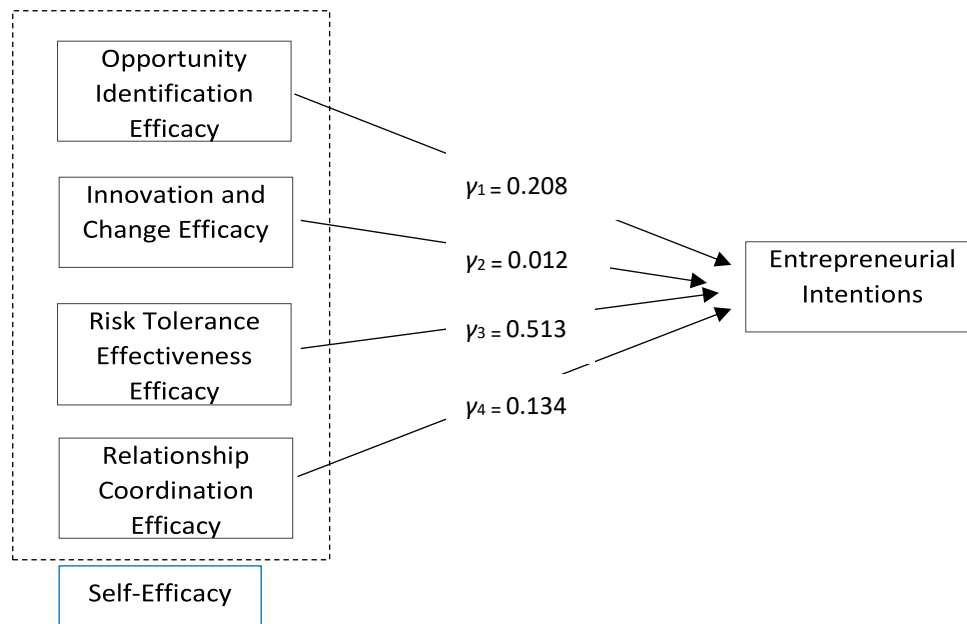 Opportunity
Identification
Efficacy
Innovation and
Change Efficacy
Risk Tolerance
Effectiveness
Efficacy
Relationship
Coordination
Efficacy
Self-Efficacy
γ1 = 0.208
γ2 = 0.012
γ3 = 0.513
γ4 = 0.134
Entrepreneurial
Intentions